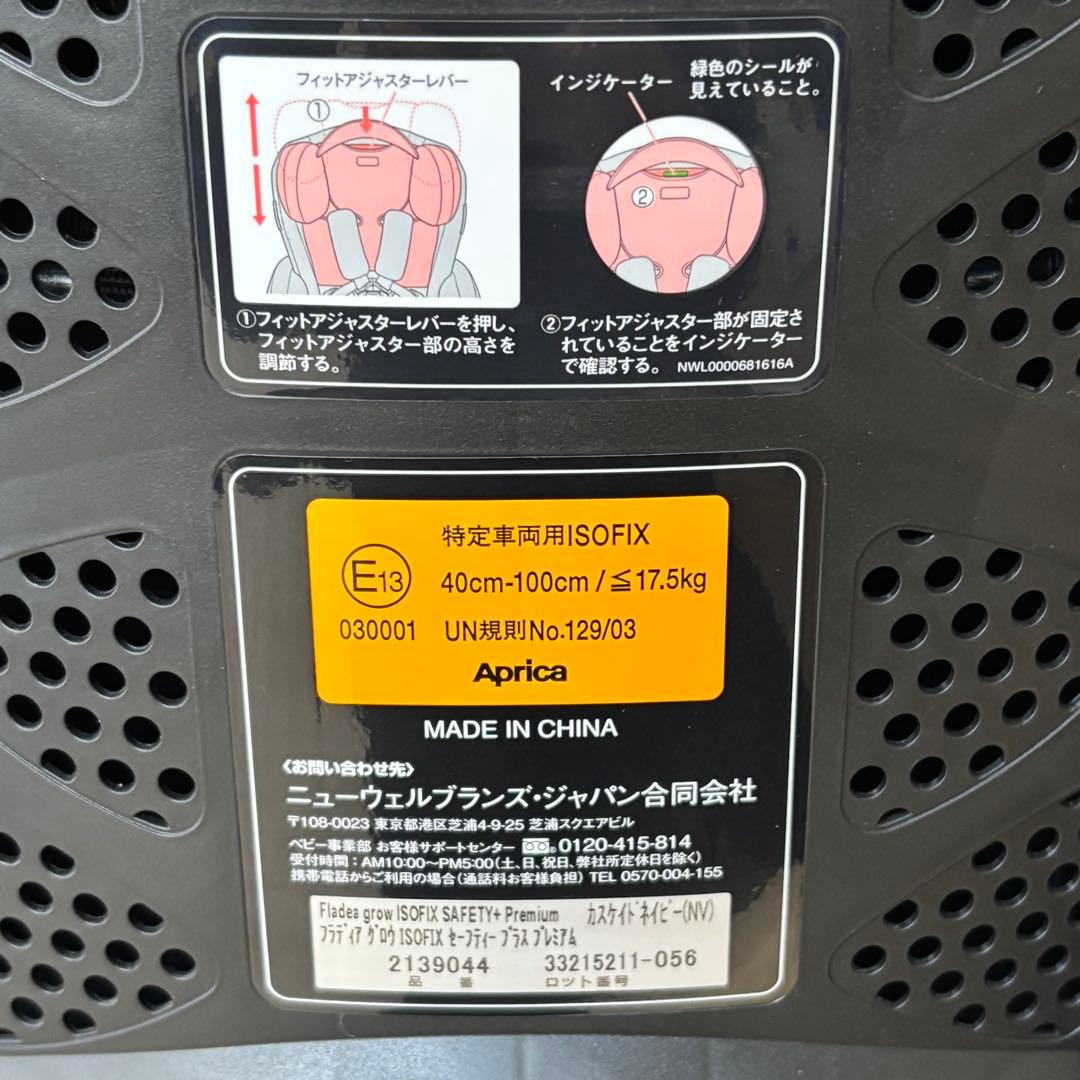 フィットアジャスターレバー
①
インジケーター
緑色のシールが
見えていること。
②
①フィットアジャスターレバーを押し、
フィットアジャスター部の高さを
調節する。
②フィットアジャスター部が固定さ
れていることをインジケーター
で確認する。 NWL0000681616A
特定車両用ISOFIX
E13
40cm-100cm/≦17.5kg
030001 UN規則No.129/03
Aprica
MADE IN CHINA
〈お問い合わせ先〉
ニューウェルブランズ・ジャパン合同会社
〒108-0023 東京都港区芝浦4-9-25 芝浦スクエアビル
ベビー事業部 お客様サポートセンター 0120-415-814
受付時間:AM10:00〜PM5:00(土、日、祝日、弊社所定休日を除く)
携帯電話からご利用の場合(通話料お客様負担) TEL 0570-004-155
Fladea grow ISOFIX SAFETY+ Premium カスケイドネイビー(NV)
フラディア グロウ ISOFIX セーフティー プラス プレミアム
2139044 33215211-056
品 番 ロット番号